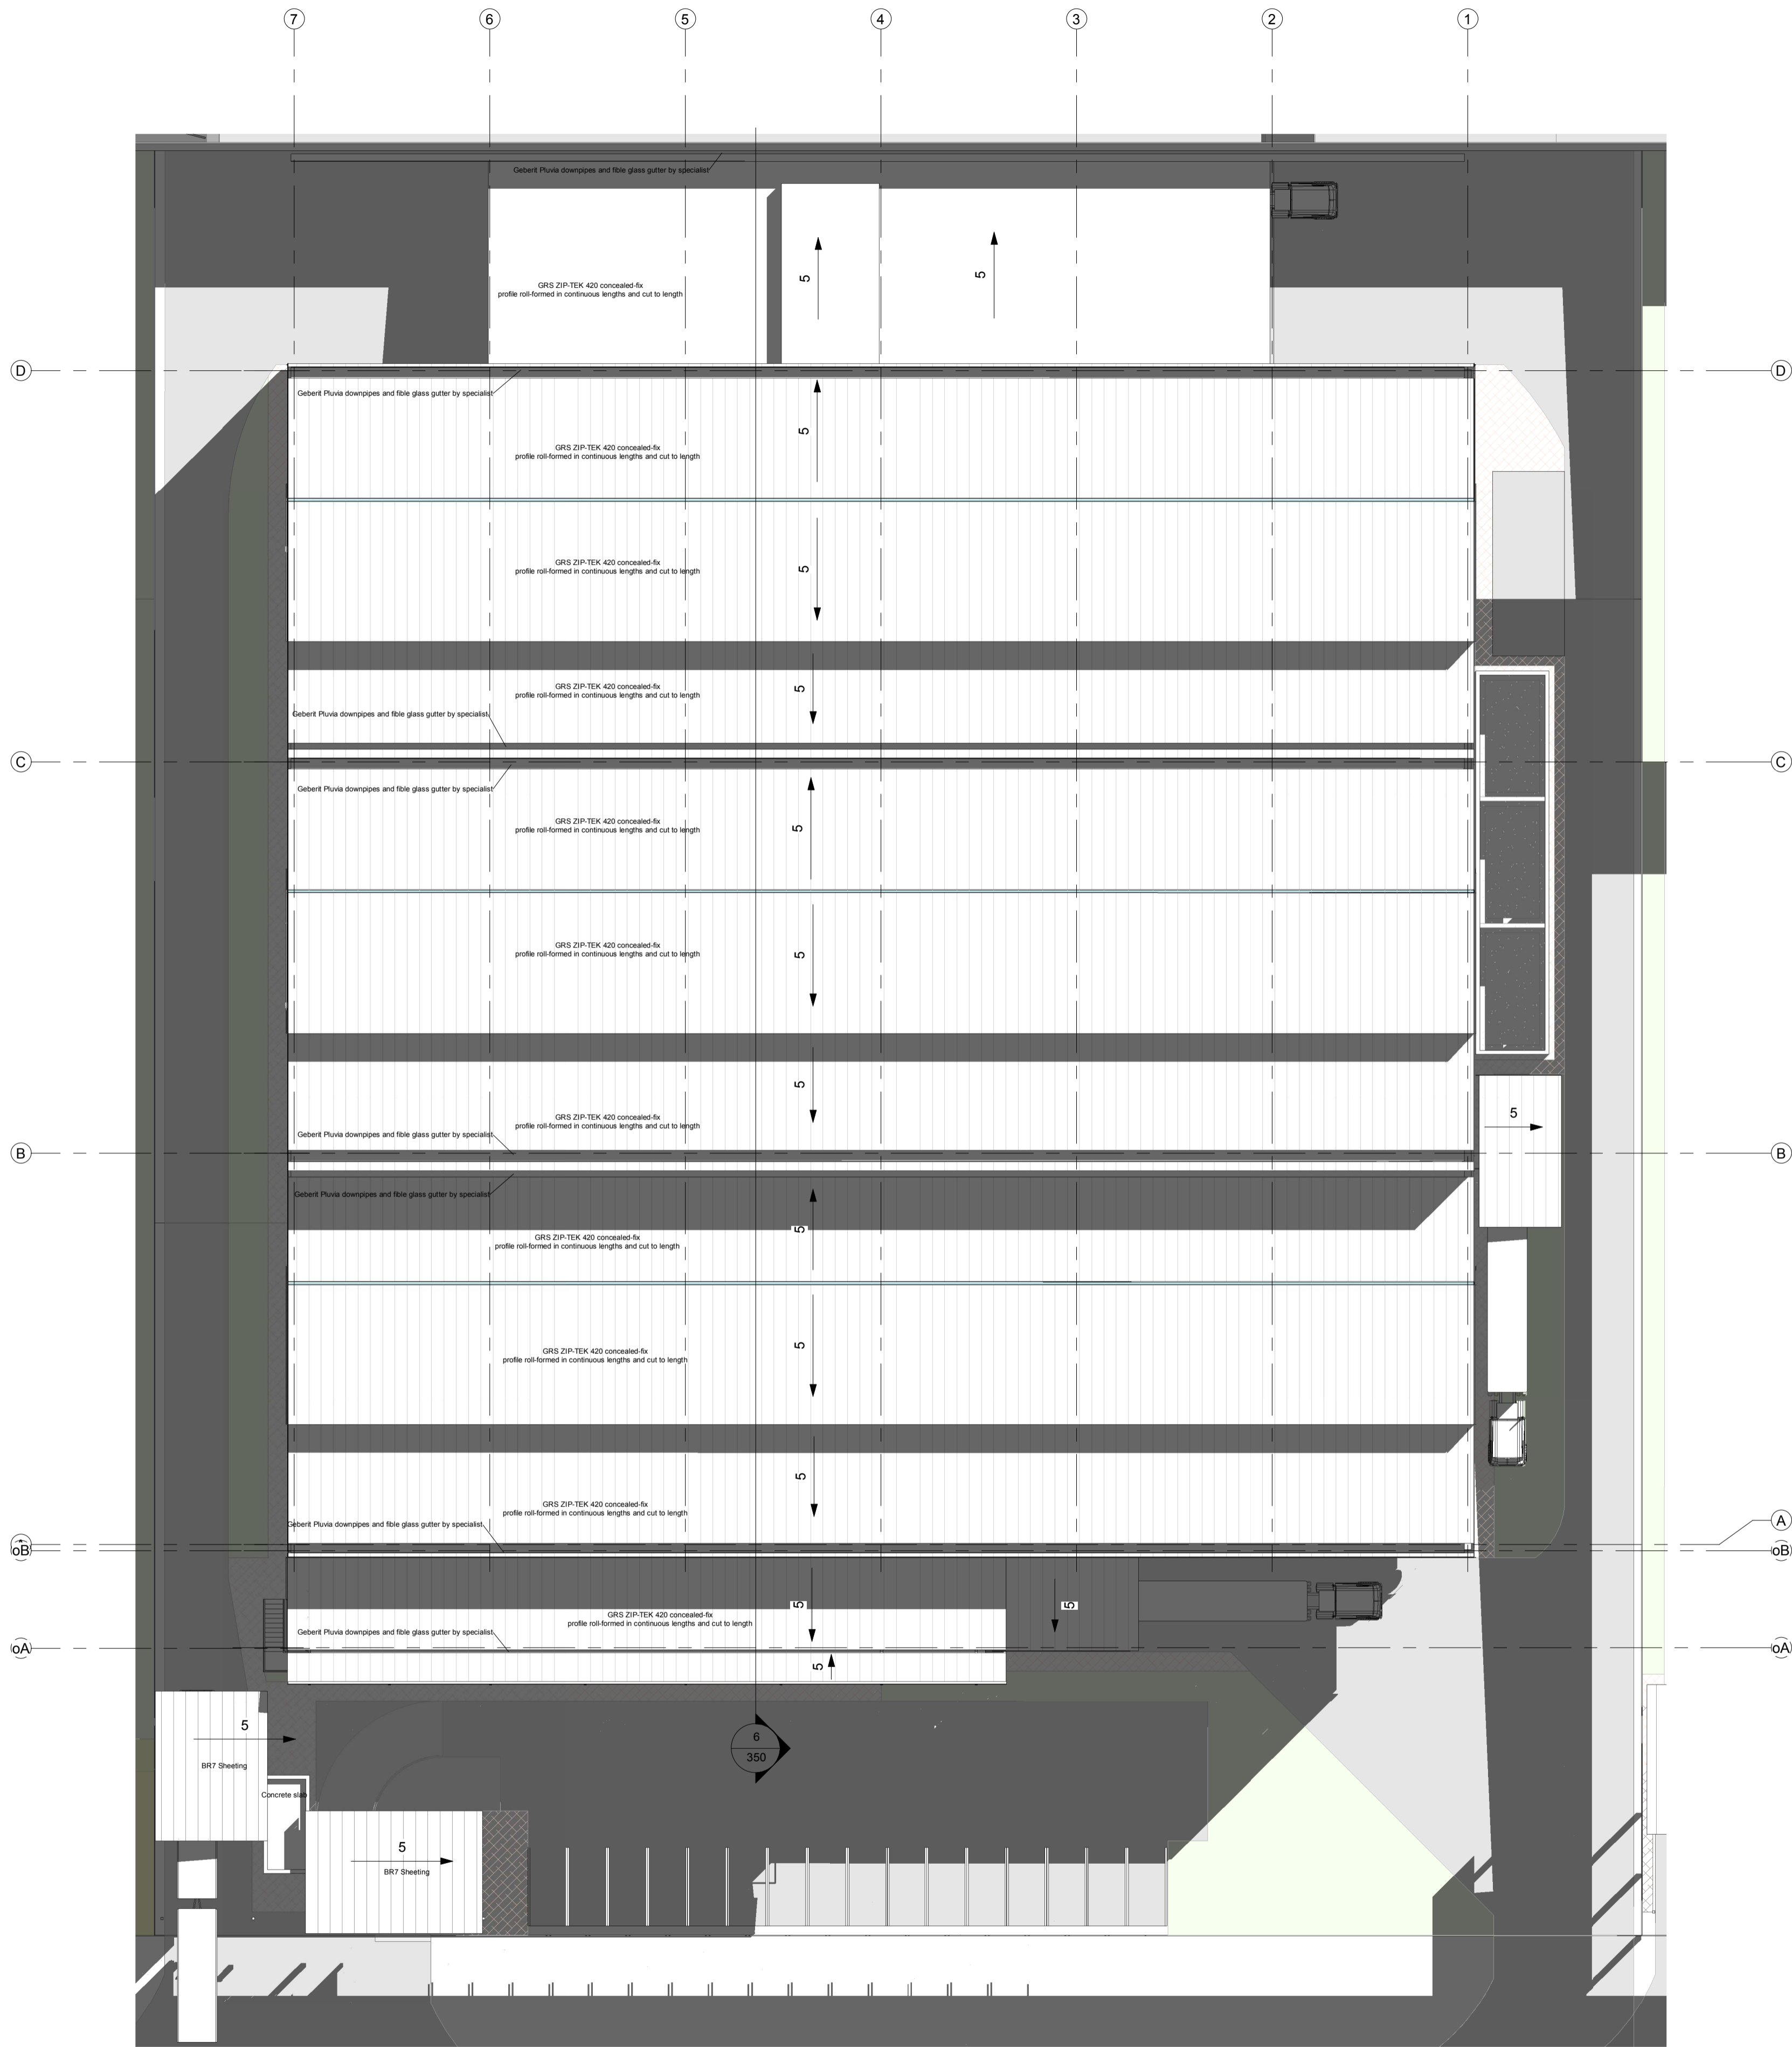 7 6 5 4 3 2 1
Geberit Pluvia downpipes and fible glass gutter by specialist
5
5
GRS ZIP-TEK 420 concealed-fix
profile roll-formed in continuous lengths and cut to length
D D
Geberit Pluvia downpipes and fible glass gutter by specialist
5
GRS ZIP-TEK 420 concealed-fix
profile roll-formed in continuous lengths and cut to length
GRS ZIP-TEK 420 concealed-fix
profile roll-formed in continuous lengths and cut to length
5
GRS ZIP-TEK 420 concealed-fix
profile roll-formed in continuous lengths and cut to length
5
Geberit Pluvia downpipes and fible glass gutter by specialist
C C
Geberit Pluvia downpipes and fible glass gutter by specialist
GRS ZIP-TEK 420 concealed-fix
profile roll-formed in continuous lengths and cut to length
5
GRS ZIP-TEK 420 concealed-fix
profile roll-formed in continuous lengths and cut to length
5
5
GRS ZIP-TEK 420 concealed-fix
profile roll-formed in continuous lengths and cut to length
5
Geberit Pluvia downpipes and fible glass gutter by specialist
B B
Geberit Pluvia downpipes and fible glass gutter by specialist
5
GRS ZIP-TEK 420 concealed-fix
profile roll-formed in continuous lengths and cut to length
5
GRS ZIP-TEK 420 concealed-fix
profile roll-formed in continuous lengths and cut to length
5
GRS ZIP-TEK 420 concealed-fix
profile roll-formed in continuous lengths and cut to length
Geberit Pluvia downpipes and fible glass gutter by specialist
A
oB oB
5
5
GRS ZIP-TEK 420 concealed-fix
profile roll-formed in continuous lengths and cut to length
Geberit Pluvia downpipes and fible glass gutter by specialist
oA oA
5
5
BR7 Sheeting
6
350
Concrete slab
5
BR7 Sheeting